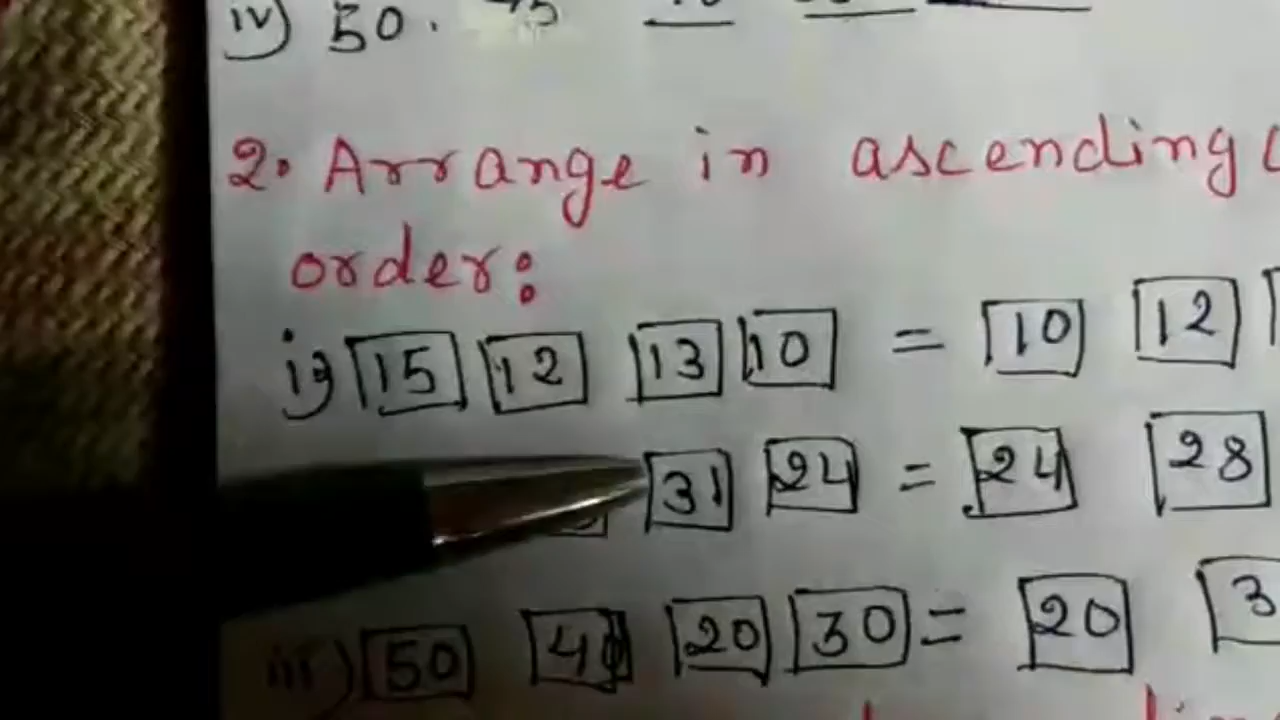 iv) 50.
2. Arrange in ascending
order:
i) 15 12 13 10 = 10 12
31 24 = 24 28
iii) 50 40 20 30 = 20 3